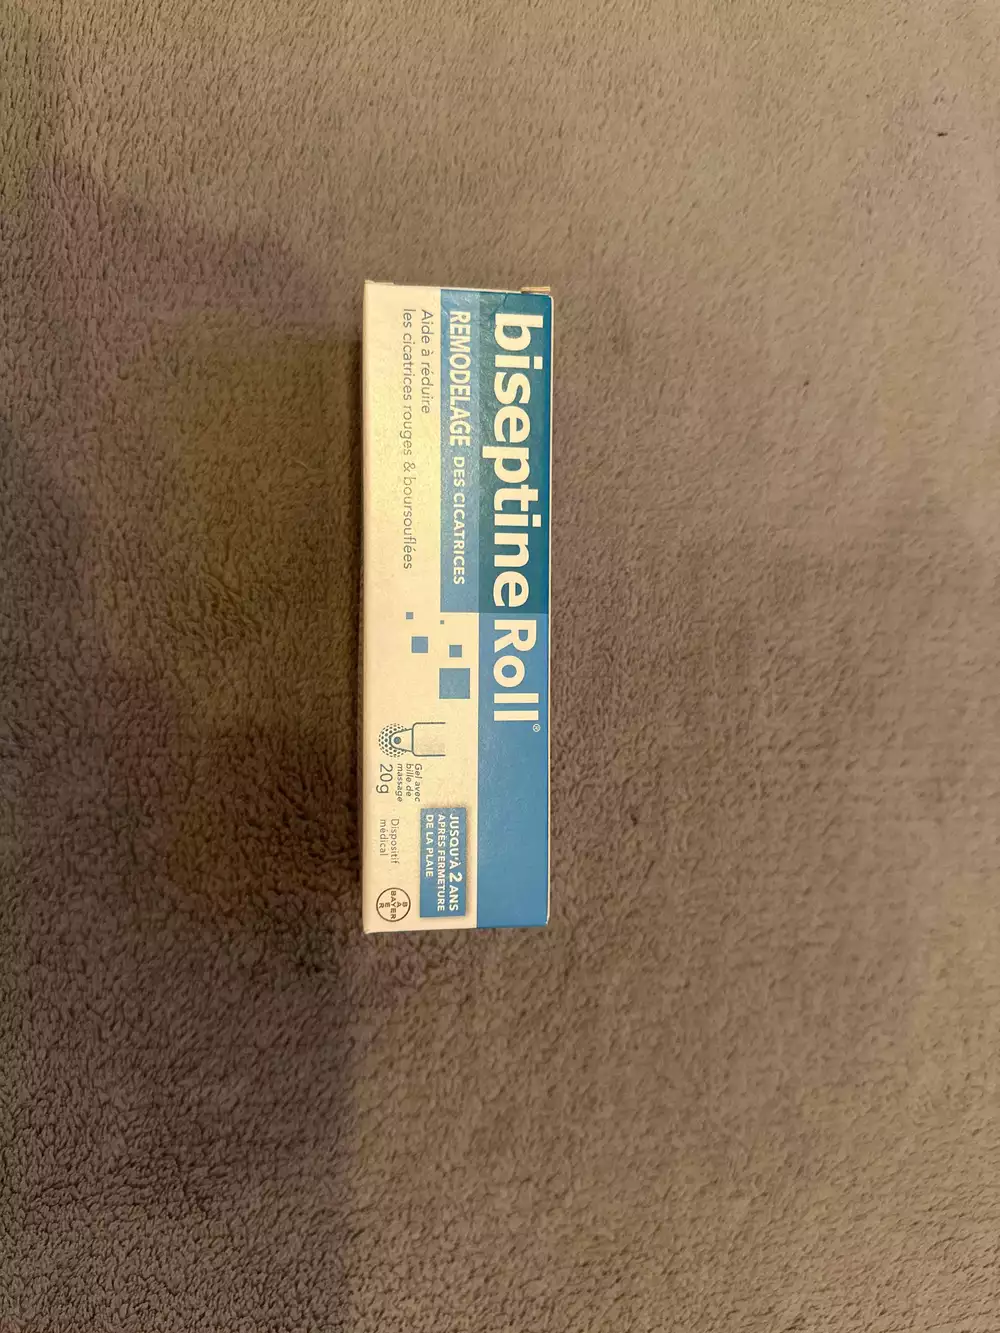 biseptine Roll®
REMODELAGE DES CICATRICES
Aide à réduire
les cicatrices rouges & boursouflées
Gel avec
bille de
massage
20g
JUSQU'À 2 ANS
APRÈS FERMETURE
DE LA PLAIE
Dispositif
médical
BAYER